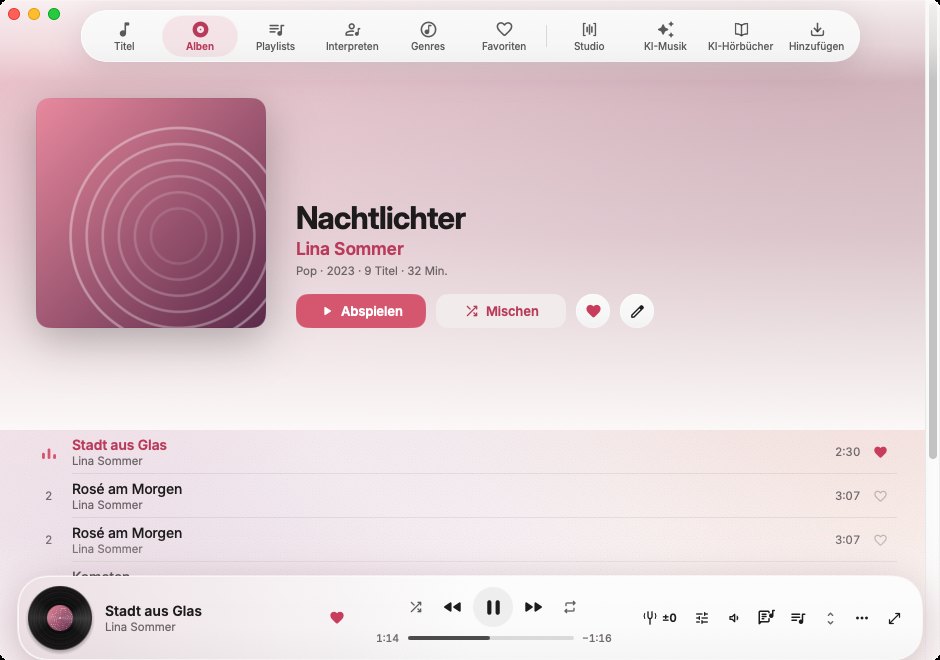 Titel
Alben
Playlists
Interpreten
Genres
Favoriten
Studio
KI-Musik
KI-Hörbücher
Hinzufügen
Nachtlichter
Lina Sommer
Pop · 2023 · 9 Titel · 32 Min.
Abspielen
Mischen
Stadt aus Glas
Lina Sommer
2:30
2
Rosé am Morgen
Lina Sommer
3:07
2
Rosé am Morgen
Lina Sommer
3:07
Stadt aus Glas
Lina Sommer
1:14
−1:16
±0